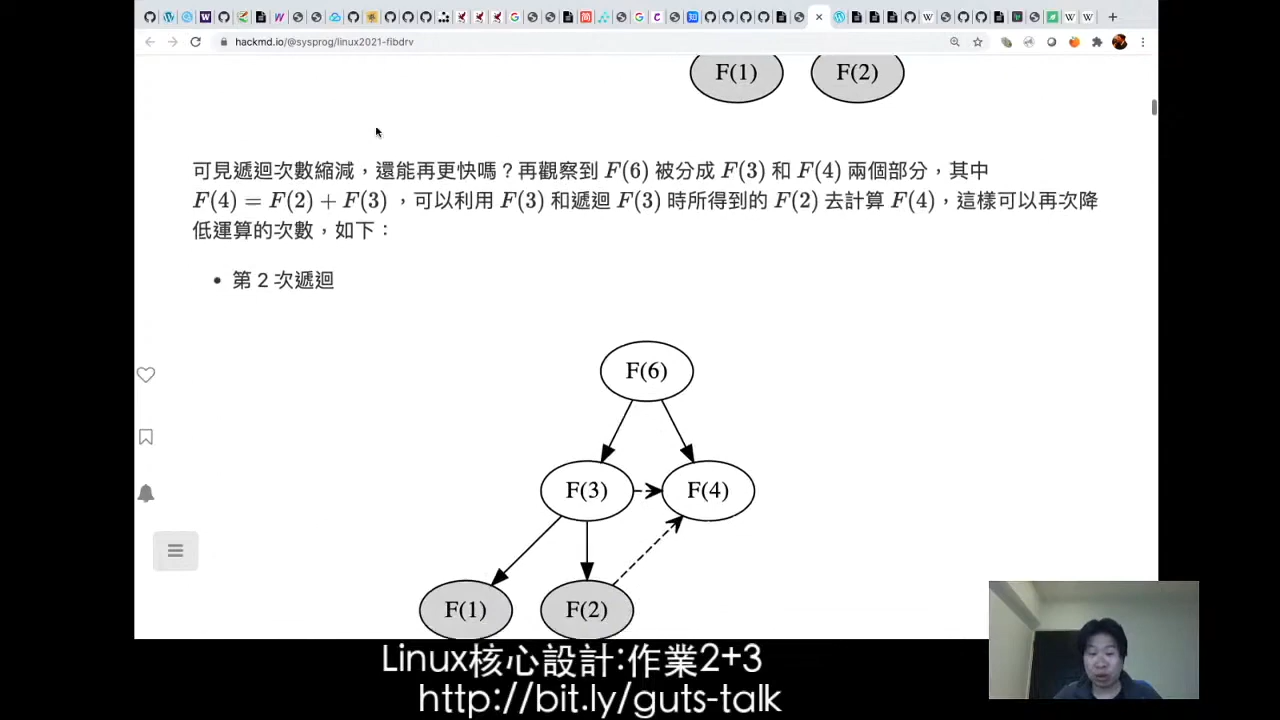 hackmd.io/@sysprog/linux2021-fibdrv
F(1) F(2)
可見遞迴次數縮減，還能再更快嗎？再觀察到 F(6) 被分成 F(3) 和 F(4) 兩個部分，其中
F(4) = F(2) + F(3) ，可以利用 F(3) 和遞迴 F(3) 時所得到的 F(2) 去計算 F(4)，這樣可以再次降
低運算的次數，如下：
• 第 2 次遞迴
F(6)
F(3) F(4)
F(1) F(2)
Linux核心設計:作業2+3
http://bit.ly/guts-talk